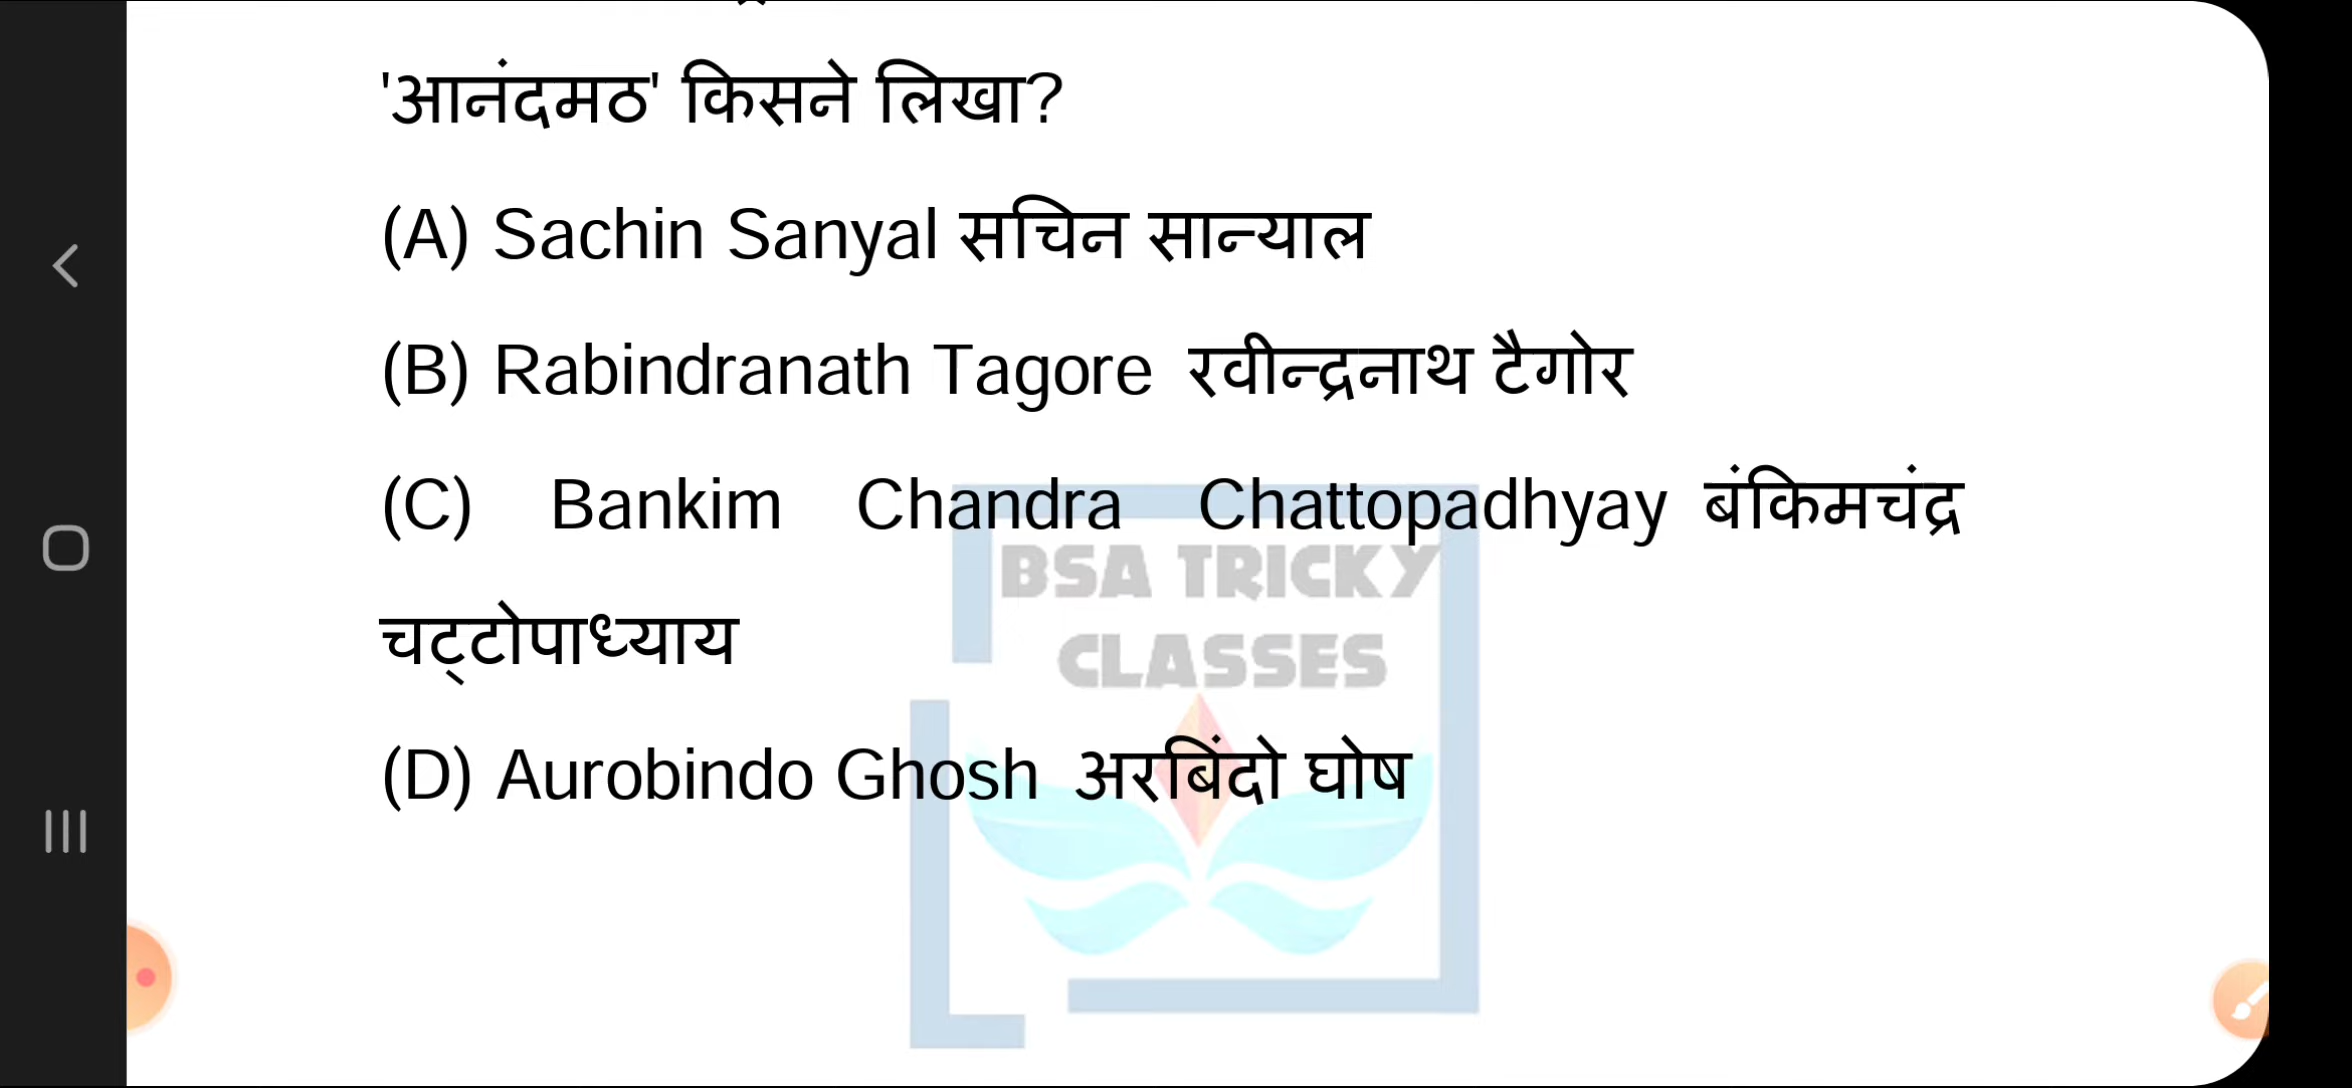 'आनंदमठ' किसने लिखा?
(A) Sachin Sanyal सचिन सान्याल
(B) Rabindranath Tagore रवीन्द्रनाथ टैगोर
(C) Bankim Chandra Chattopadhyay बंकिमचंद्र
चट्टोपाध्याय
(D) Aurobindo Ghosh अरबिंदो घोष
BSA TRICKY
CLASSES